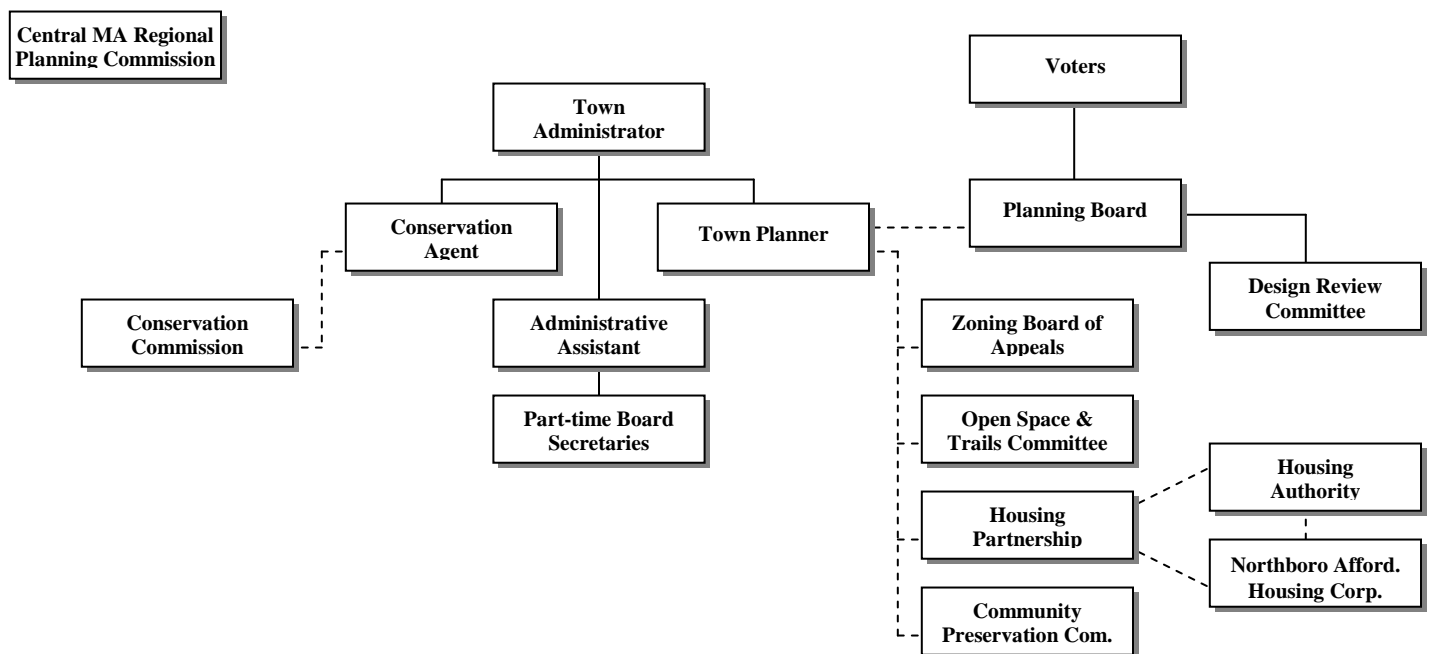 Central MA Regional
Planning Commission
Voters
Town
Administrator
Planning Board
Conservation
Agent
Town Planner
Design Review
Committee
Conservation
Commission
Administrative
Assistant
Zoning Board of
Appeals
Part-time Board
Secretaries
Open Space &
Trails Committee
Housing
Authority
Housing
Partnership
Northboro Afford.
Housing Corp.
Community
Preservation Com.